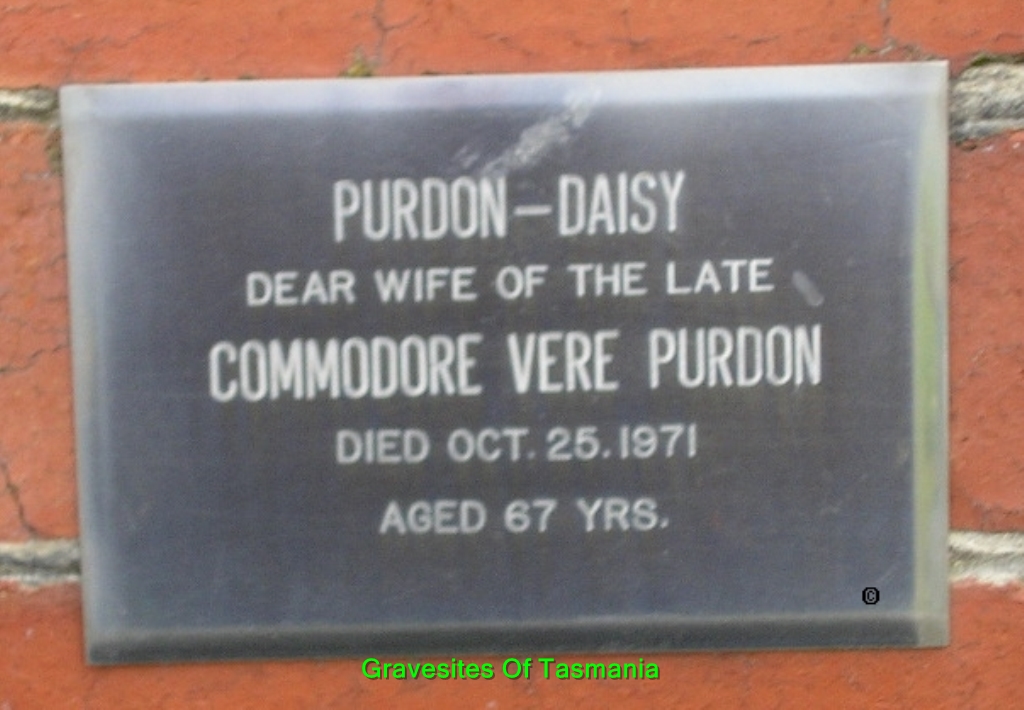 PURDON—DAISY
DEAR WIFE OF THE LATE
COMMODORE VERE PURDON
DIED OCT. 25. 1971
AGED 67 YRS.
©
Gravesites Of Tasmania